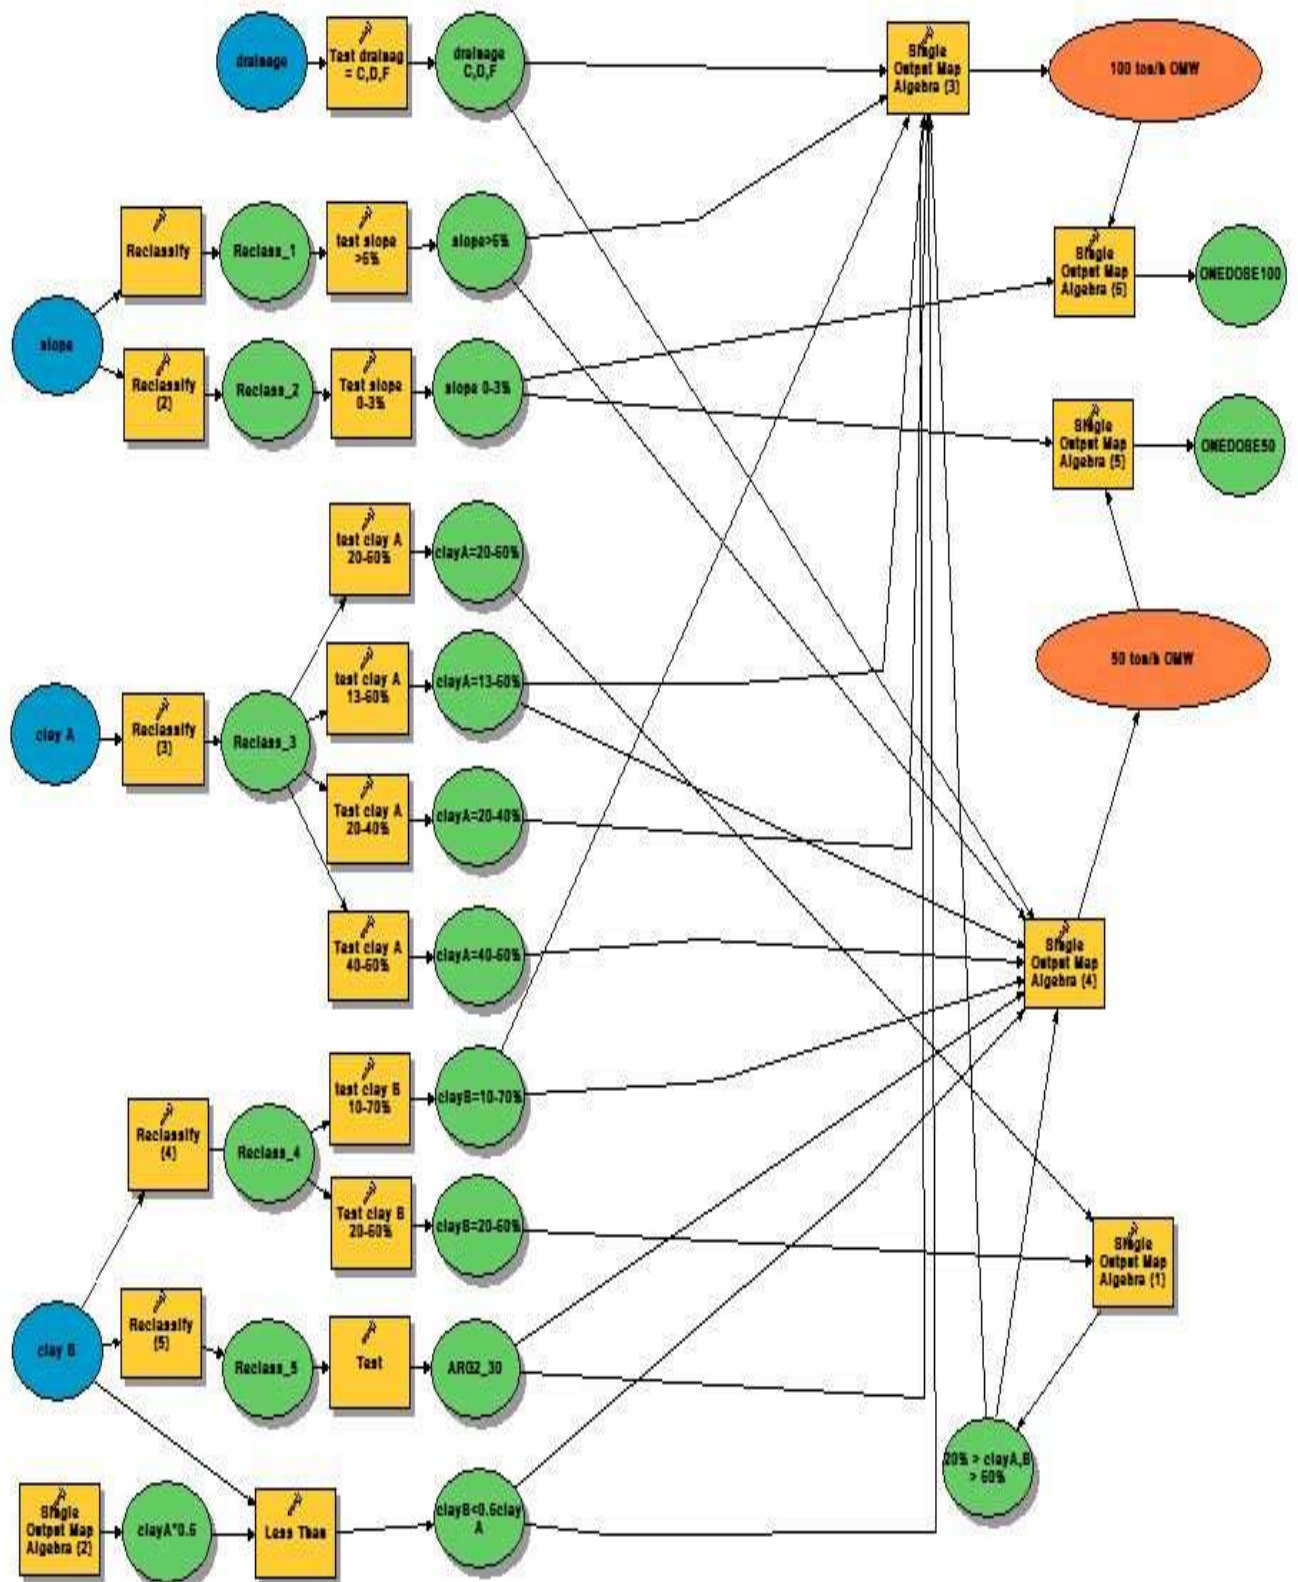 drainage
Test drainag
= C,D,F
drainage
C,D,F
Single
Output Map
Algebra (3)
100 ton/h OMW
Reclassify
Reclass_1
test slope
>6%
slope>6%
Single
Output Map
Algebra (6)
OMEDOSE100
slope
Reclassify
(2)
Reclass_2
Test slope
0-3%
slope 0-3%
Single
Output Map
Algebra (5)
OMEDOSE50
test clay A
20-60%
clayA=20-60%
50 ton/h OMW
clay A
Reclassify
(3)
Reclass_3
test clay A
13-60%
clayA=13-60%
Test clay A
20-40%
clayA=20-40%
Test clay A
40-60%
clayA=40-60%
Single
Output Map
Algebra (4)
test clay B
10-70%
clayB=10-70%
Reclassify
(4)
Reclass_4
Test clay B
20-60%
clayB=20-60%
Single
Output Map
Algebra (1)
clay B
Reclassify
(5)
Reclass_5
Test
ARG2_30
20% > clayA,B
> 60%
Single
Output Map
Algebra (2)
clayA*0.6
Less Than
clayB<0.6clay
A